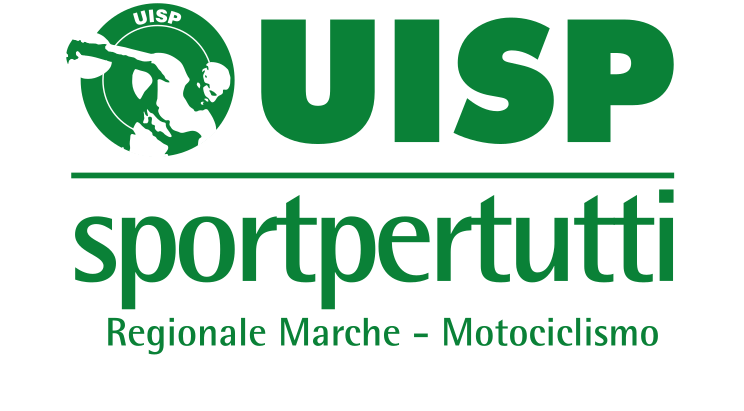 UISP
UISP
sportpertutti
Regionale Marche - Motociclismo